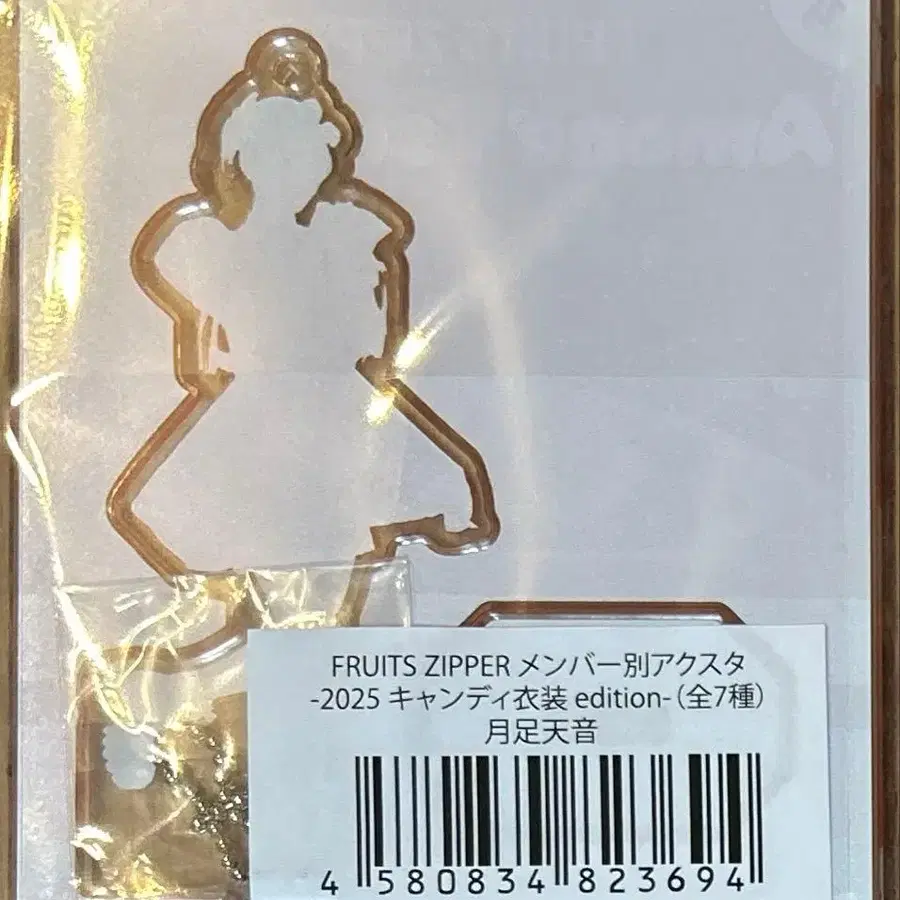 FRUITS ZIPPER メンバー別アクスタ
-2025 キャンディ衣装 edition-（全7種）
月足天音
4 580834 823694